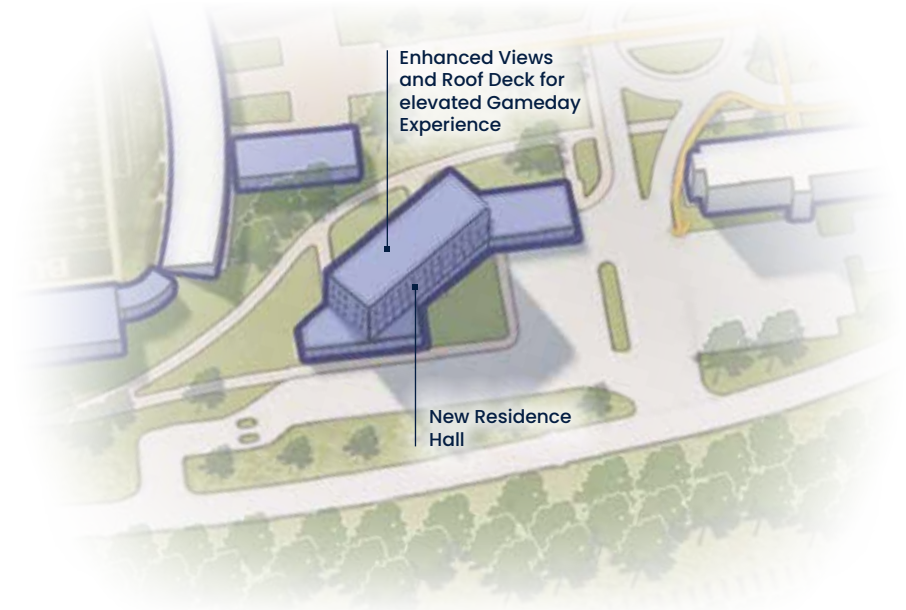 Enhanced Views
and Roof Deck for
elevated Gameday
Experience
New Residence
Hall